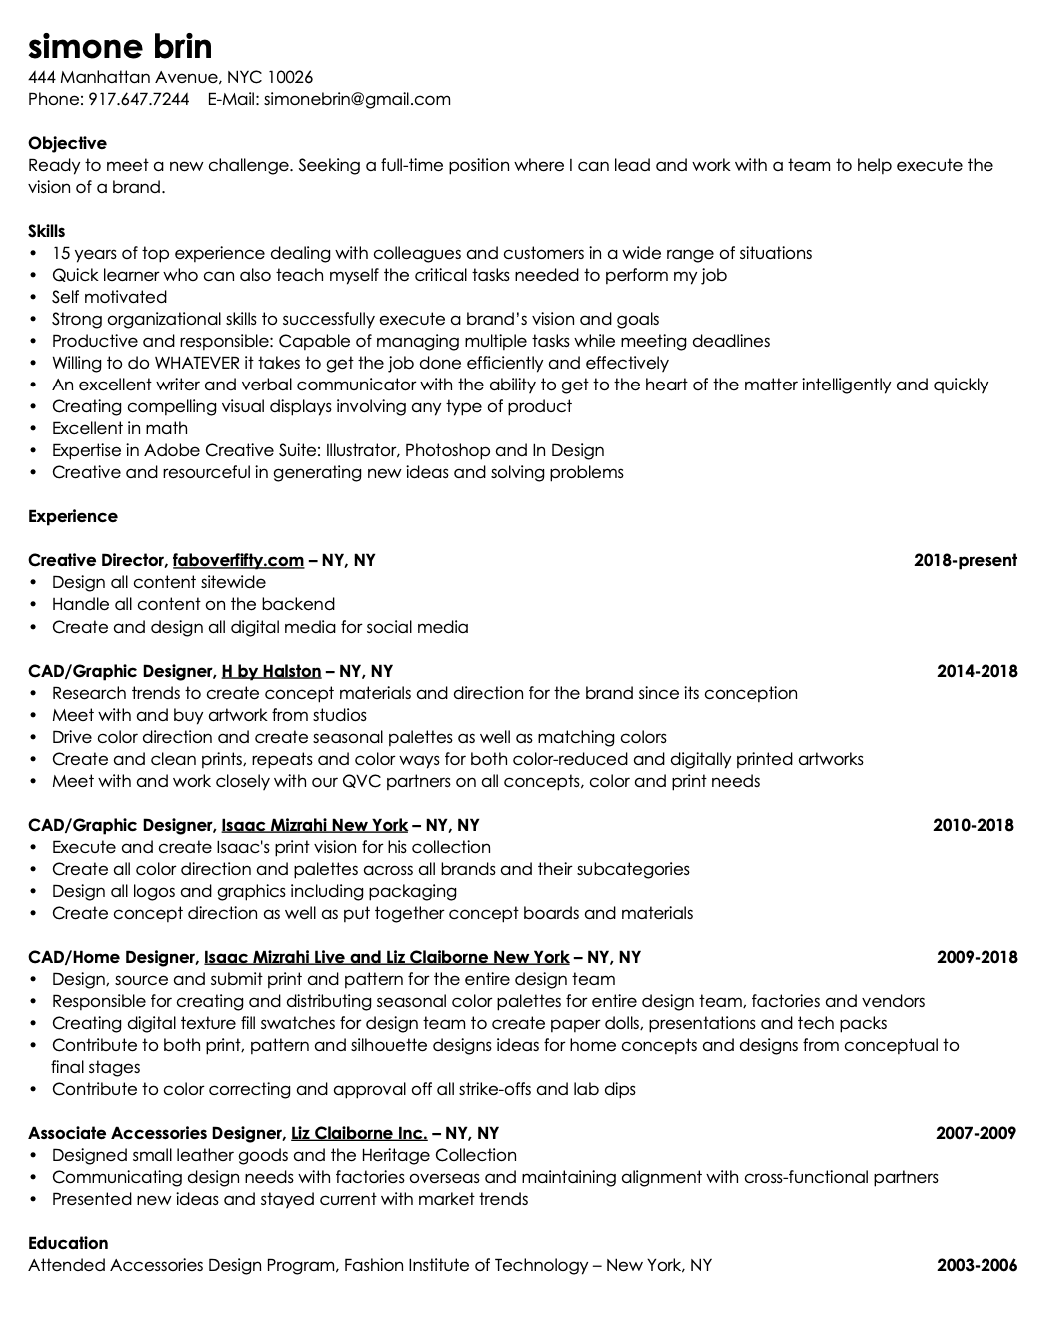 simone brin
444 Manhattan Avenue, NYC 10026
Phone: 917.647.7244 E-Mail: simonebrin@gmail.com
Objective
Ready to meet a new challenge. Seeking a full-time position where I can lead and work with a team to help execute the
vision of a brand.
Skills
• 15 years of top experience dealing with colleagues and customers in a wide range of situations
• Quick learner who can also teach myself the critical tasks needed to perform my job
• Self motivated
• Strong organizational skills to successfully execute a brand's vision and goals
• Productive and responsible: Capable of managing multiple tasks while meeting deadlines
• Willing to do WHATEVER it takes to get the job done efficiently and effectively
• An excellent writer and verbal communicator with the ability to get to the heart of the matter intelligently and quickly
• Creating compelling visual displays involving any type of product
• Excellent in math
• Expertise in Adobe Creative Suite: Illustrator, Photoshop and In Design
• Creative and resourceful in generating new ideas and solving problems
Experience
Creative Director, faboverfifty.com – NY, NY 2018-present
• Design all content sitewide
• Handle all content on the backend
• Create and design all digital media for social media
CAD/Graphic Designer, H by Halston – NY, NY 2014-2018
• Research trends to create concept materials and direction for the brand since its conception
• Meet with and buy artwork from studios
• Drive color direction and create seasonal palettes as well as matching colors
• Create and clean prints, repeats and color ways for both color-reduced and digitally printed artworks
• Meet with and work closely with our QVC partners on all concepts, color and print needs
CAD/Graphic Designer, Isaac Mizrahi New York – NY, NY 2010-2018
• Execute and create Isaac's print vision for his collection
• Create all color direction and palettes across all brands and their subcategories
• Design all logos and graphics including packaging
• Create concept direction as well as put together concept boards and materials
CAD/Home Designer, Isaac Mizrahi Live and Liz Claiborne New York – NY, NY 2009-2018
• Design, source and submit print and pattern for the entire design team
• Responsible for creating and distributing seasonal color palettes for entire design team, factories and vendors
• Creating digital texture fill swatches for design team to create paper dolls, presentations and tech packs
• Contribute to both print, pattern and silhouette designs ideas for home concepts and designs from conceptual to
final stages
• Contribute to color correcting and approval off all strike-offs and lab dips
Associate Accessories Designer, Liz Claiborne Inc. – NY, NY 2007-2009
• Designed small leather goods and the Heritage Collection
• Communicating design needs with factories overseas and maintaining alignment with cross-functional partners
• Presented new ideas and stayed current with market trends
Education
Attended Accessories Design Program, Fashion Institute of Technology – New York, NY 2003-2006